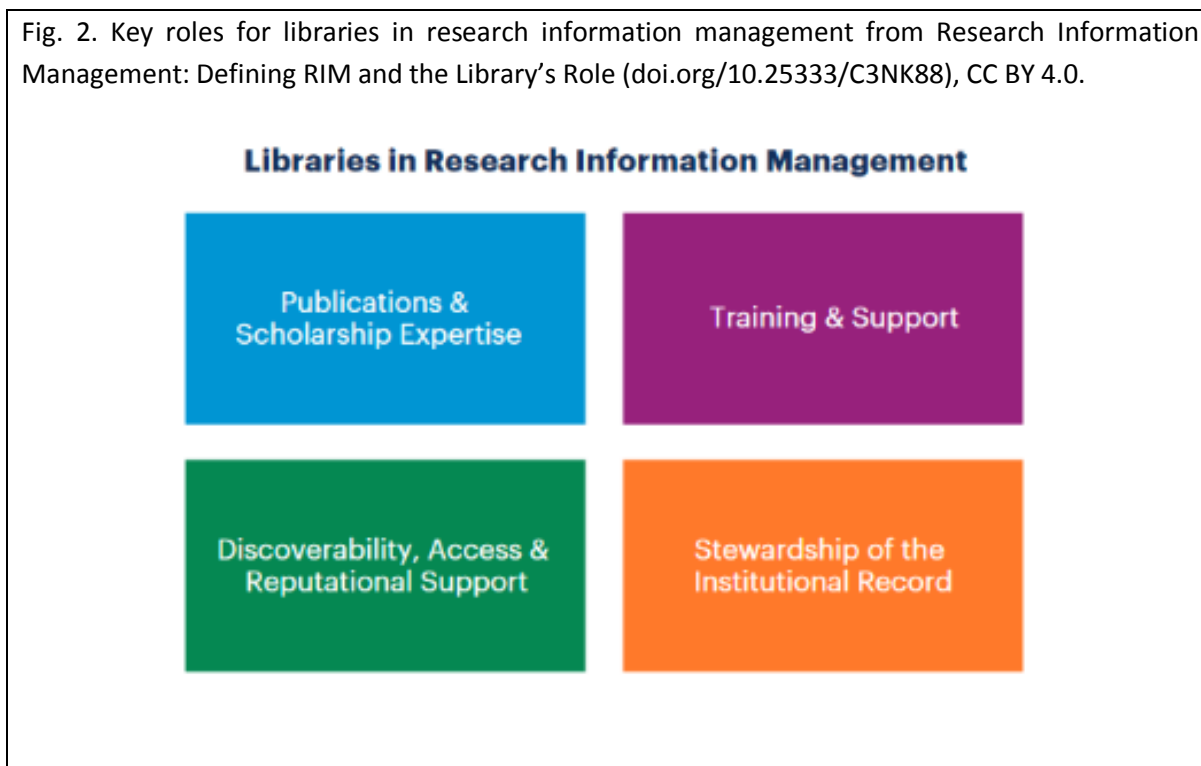 Fig. 2. Key roles for libraries in research information management from Research Information
Management: Defining RIM and the Library’s Role (doi.org/10.25333/C3NK88), CC BY 4.0.
Libraries in Research Information Management
Publications &
Scholarship Expertise
Training & Support
Discoverability, Access &
Reputational Support
Stewardship of the
Institutional Record